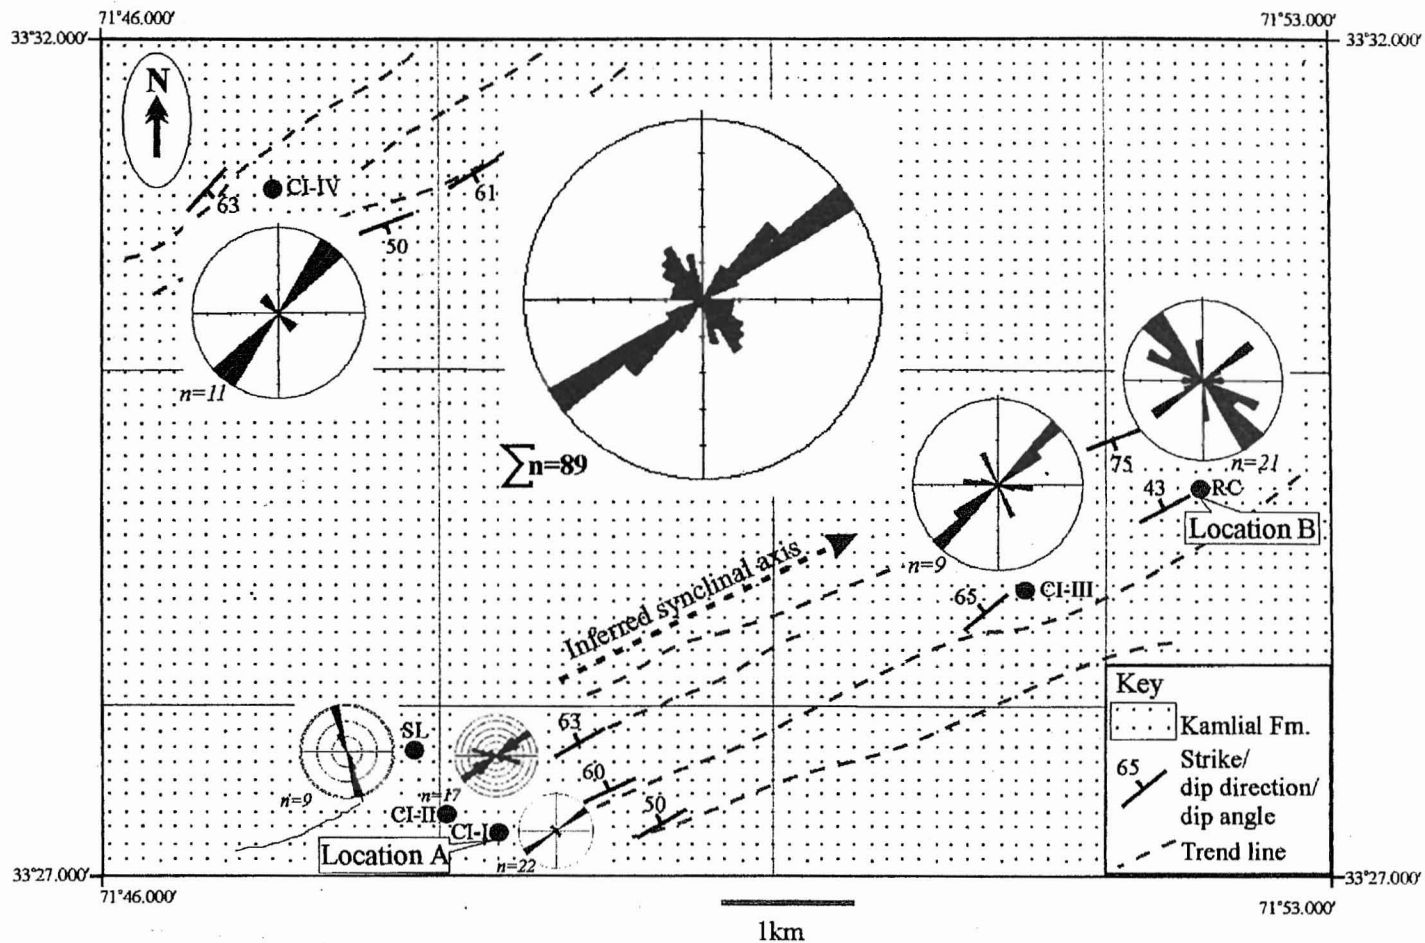 71°46.000'
71°53.000'
33°32.000'
33°32.000'
N
CI-IV
63
61
50
n=11
∑n=89
75
n=21
43
RC
Location B
n=9
Inferred synclinal axis
65
CI-III
Key
Kamlial Fm.
65
Strike/
dip direction/
dip angle
Trend line
SL
63
n=9
n=17
60
CI-II
50
CI-I
Location A
n=22
33°27.000'
33°27.000'
71°46.000'
71°53.000'
1km